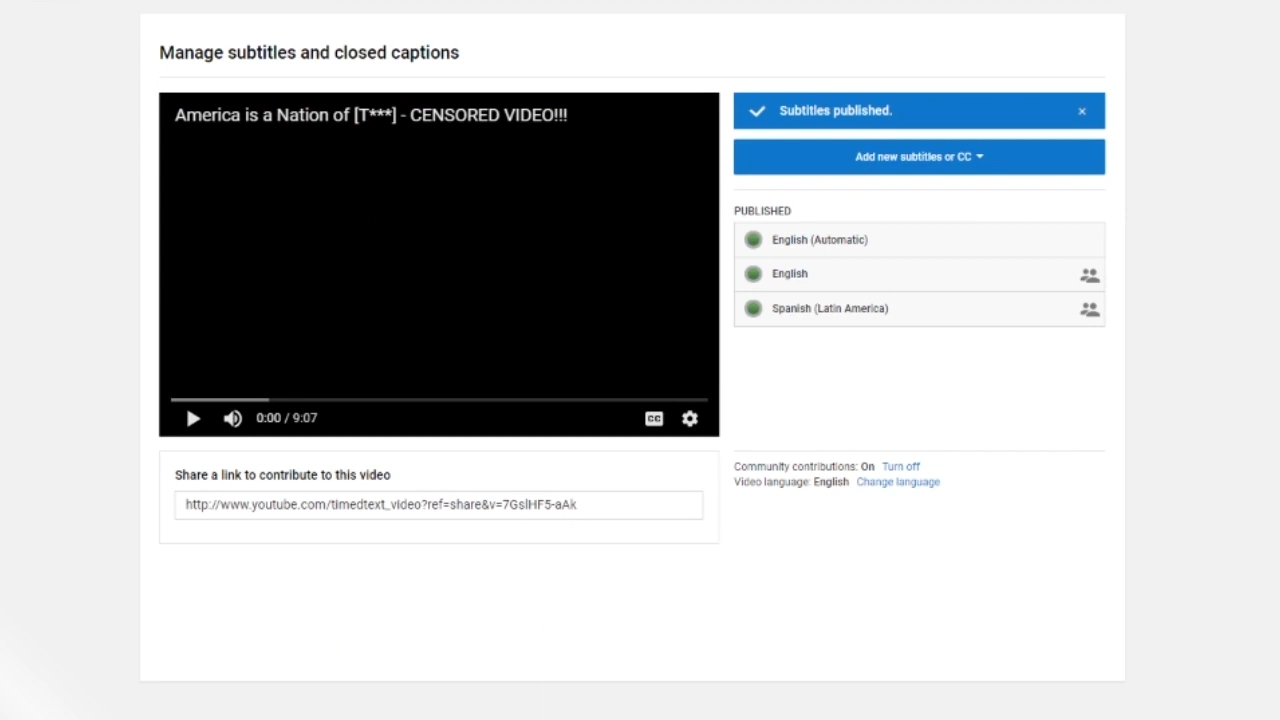 Manage subtitles and closed captions
America is a Nation of [T***] - CENSORED VIDEO!!!
0:00 / 9:07
CC
Share a link to contribute to this video
http://www.youtube.com/timedtext_video?ref=share&v=7GslHF5-aAk
Subtitles published.
×
Add new subtitles or CC
PUBLISHED
English (Automatic)
English
Spanish (Latin America)
Community contributions: On Turn off
Video language: English Change language